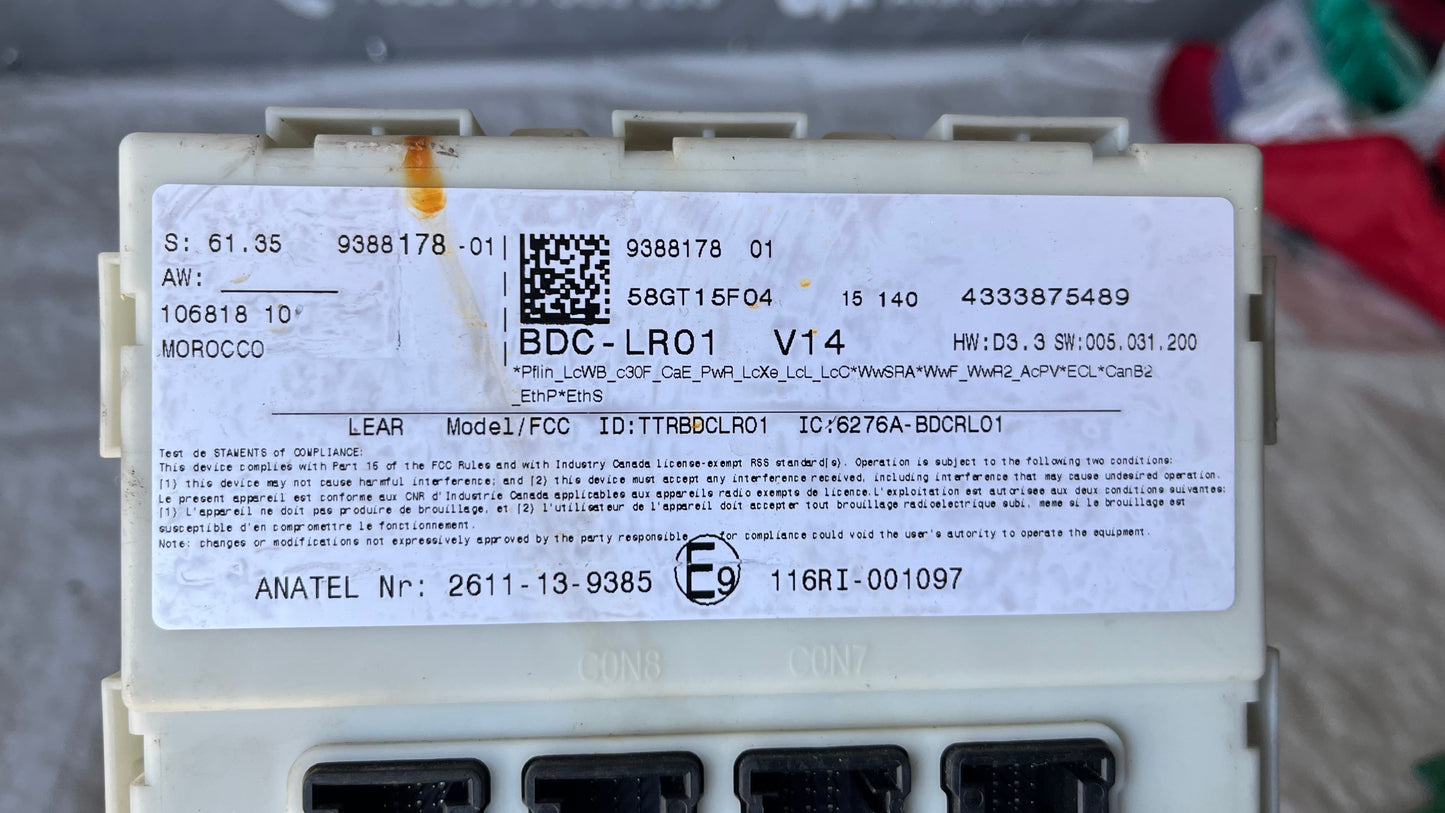 S: 61.35 9388178 -01
AW:
106818 10
MOROCCO
9388178 01
58GT15F04 15 140 4333875489
BDC-LR01 V14 HW:D3.3 SW:005.031.200
*Pflin_LcWB_c30F_CaE_PwR_LcXe_LcL_LcC*WwSRA*WwF_WwR2_AcPV*ECL*CanB2
_EthP*EthS
LEAR Model/FCC ID:TTRBDCLR01 IC:6276A-BDCRL01
Test de STAMENTS of COMPLIANCE:
This device complies with Part 15 of the FCC Rules and with Industry Canada license-exempt RSS standard(s). Operation is subject to the following two conditions:
(1) this device may not cause harmful interference; and (2) this device must accept any interference received, including interference that may cause undesired operation.
Le present appareil est conforme aux CNR d'Industrie Canada applicables aux appareils radio exempts de licence.L'exploitation est autorisee aux deux conditions suivantes:
(1) L'appareil ne doit pas produire de brouillage, et (2) l'utilisateur de l'appareil doit accepter tout brouillage radioelectrique subi, meme si le brouillage est
susceptible d'en compromettre le fonctionnement.
Note: changes or modifications not expressively approved by the party responsible for compliance could void the user's autority to operate the equipment.
ANATEL Nr: 2611-13-9385 E9 116RI-001097
CON8 CON7